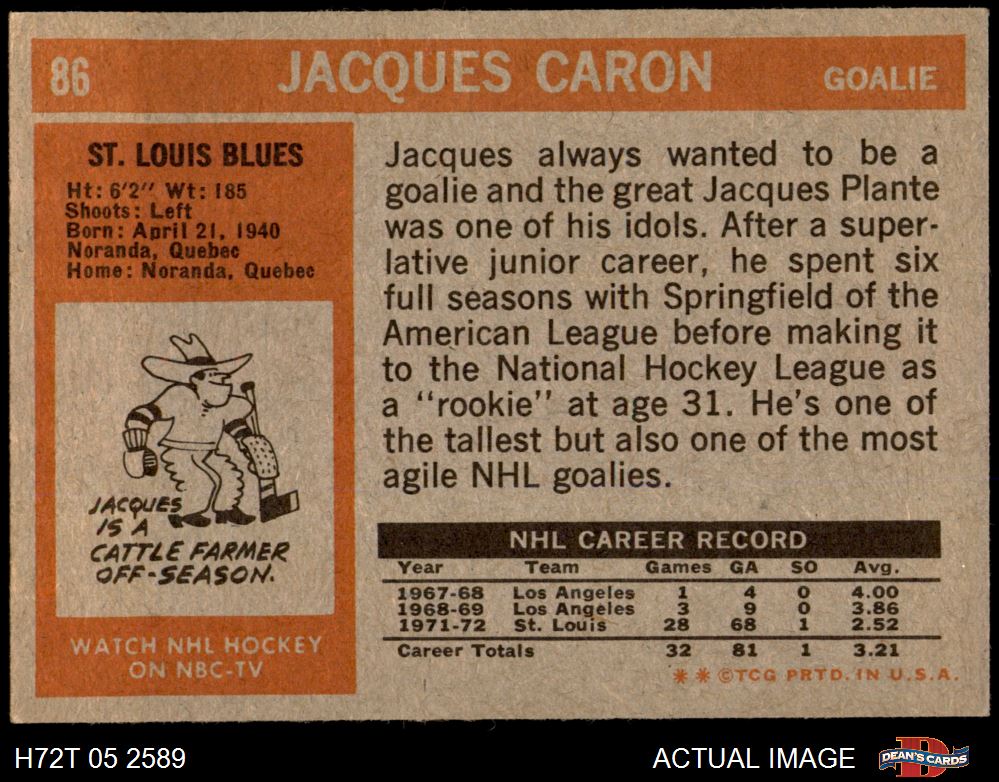 86
JACQUES CARON
GOALIE
ST. LOUIS BLUES
Ht: 6'2" Wt: 185
Shoots: Left
Born: April 21, 1940
Noranda, Quebec
Home: Noranda, Quebec
JACQUES
IS A
CATTLE FARMER
OFF-SEASON.
WATCH NHL HOCKEY
ON NBC-TV
Jacques always wanted to be a
goalie and the great Jacques Plante
was one of his idols. After a super-
lative junior career, he spent six
full seasons with Springfield of the
American League before making it
to the National Hockey League as
a "rookie" at age 31. He's one of
the tallest but also one of the most
agile NHL goalies.
NHL CAREER RECORD
Year Team Games GA SO Avg.
1967-68 Los Angeles 1 4 0 4.00
1968-69 Los Angeles 3 9 0 3.86
1971-72 St. Louis 28 68 1 2.52
Career Totals 32 81 1 3.21
* * ©TCG PRTD. IN U.S.A.
H72T 05 2589
ACTUAL IMAGE
D
DEAN'S CARDS